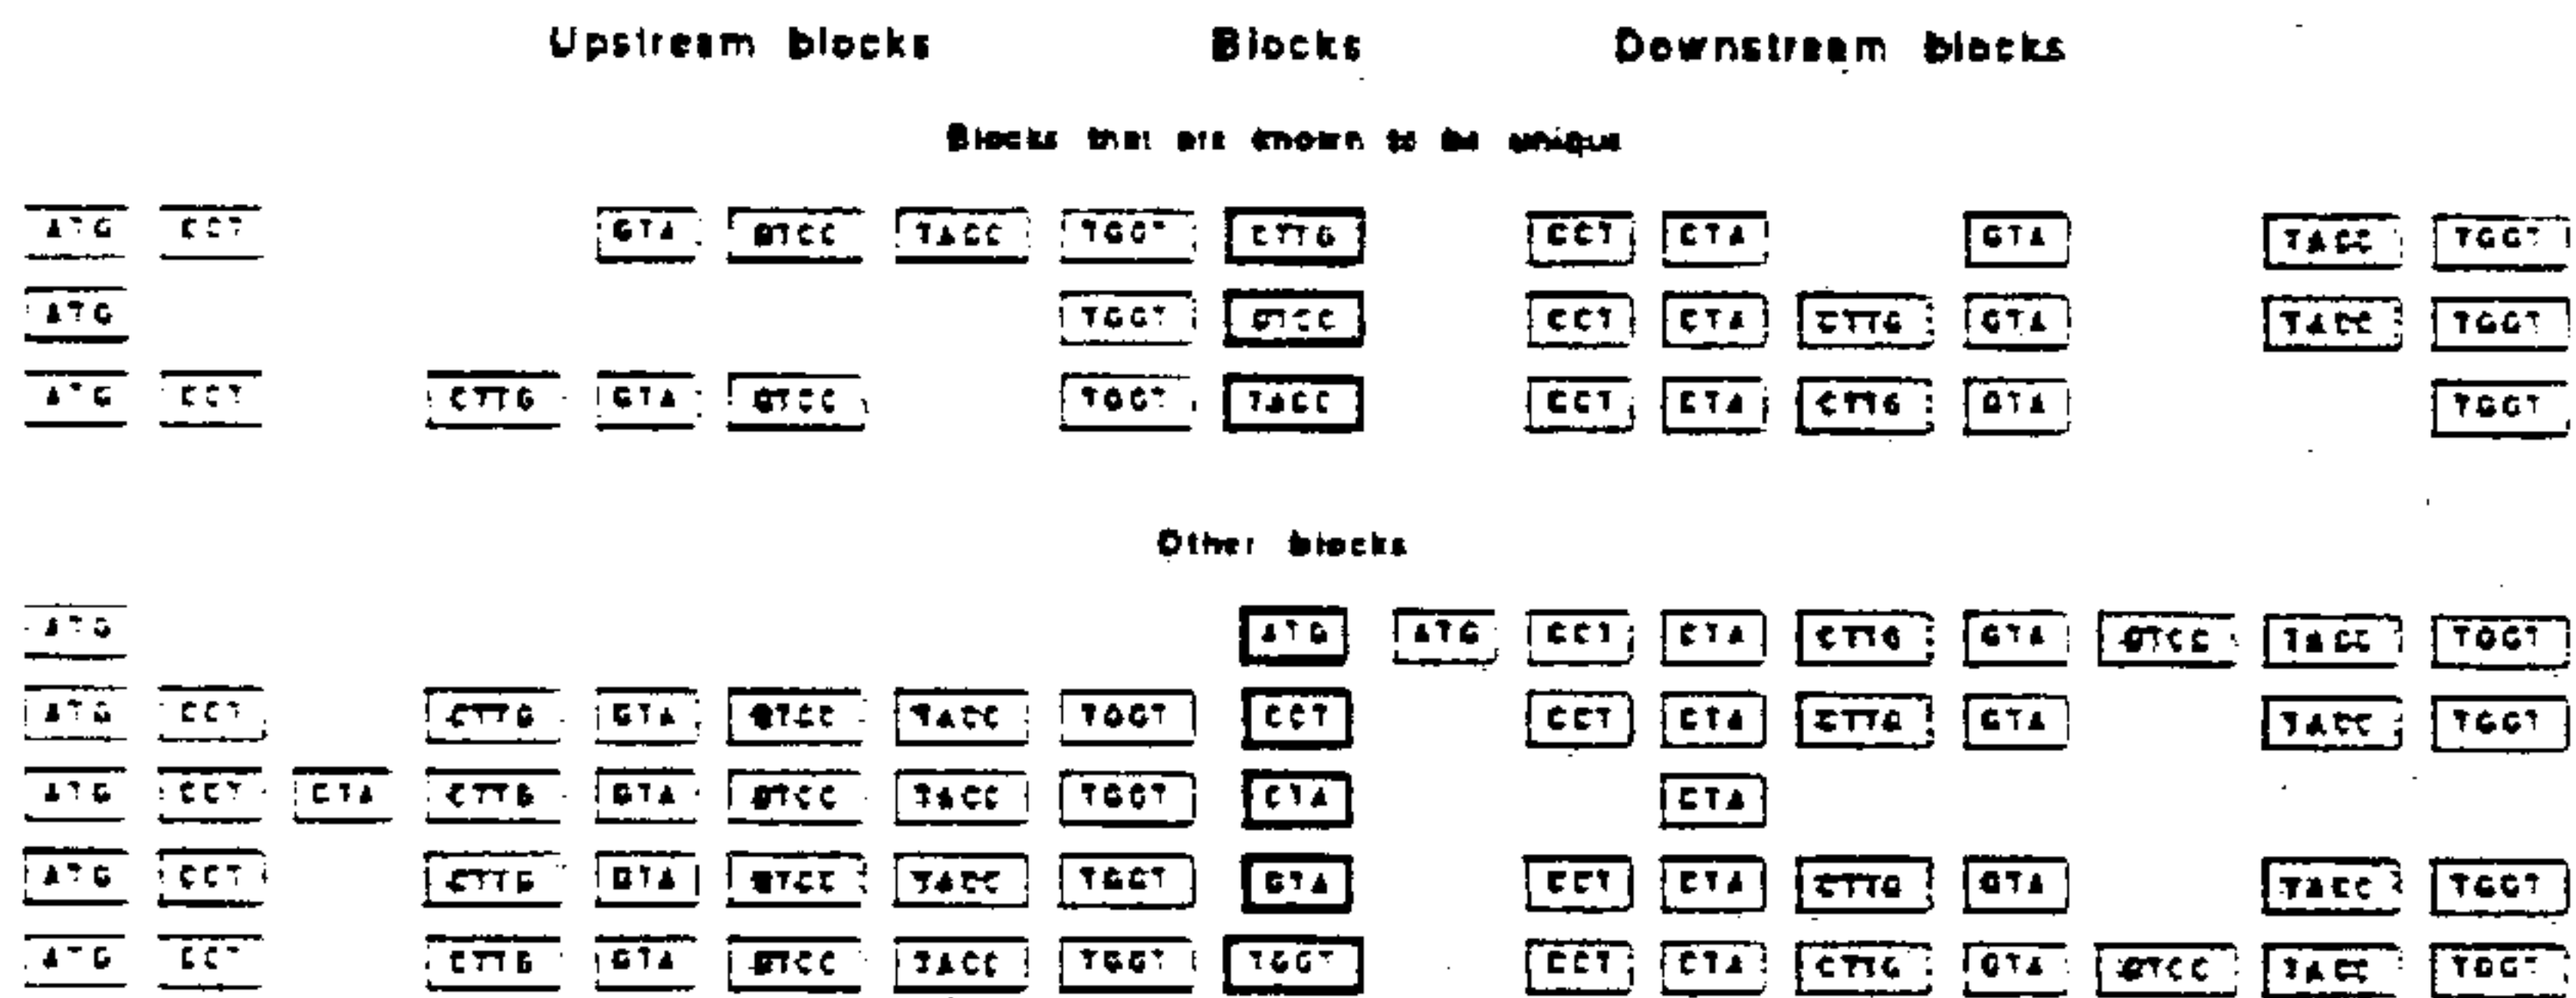 Upstream blocks Blocks Downstream blocks
Blocks that are known to be unique
ATG CCT GTA GTCC TACC TGGT CTTG CCT CTA GTA TACC TGGT
ATG TGGT GTCC CCT CTA CTTG GTA TACC TGGT
ATG CCT CTTG GTA GTCC TGGT TACC CCT CTA CTTG GTA TGGT
Other blocks
ATG ATG ATG CCT CTA CTTG GTA GTCC TACC TGGT
ATG CCT CTTG GTA GTCC TACC TGGT CCT CCT CTA CTTG GTA TACC TGGT
ATG CCT CTA CTTG GTA GTCC TACC TGGT CTA CTA
ATG CCT CTTG GTA GTCC TACC TGGT GTA CCT CTA CTTG GTA TACC TGGT
ATG CCT CTTG GTA GTCC TACC TGGT TGGT CCT CTA CTTG GTA GTCC TACC TGGT